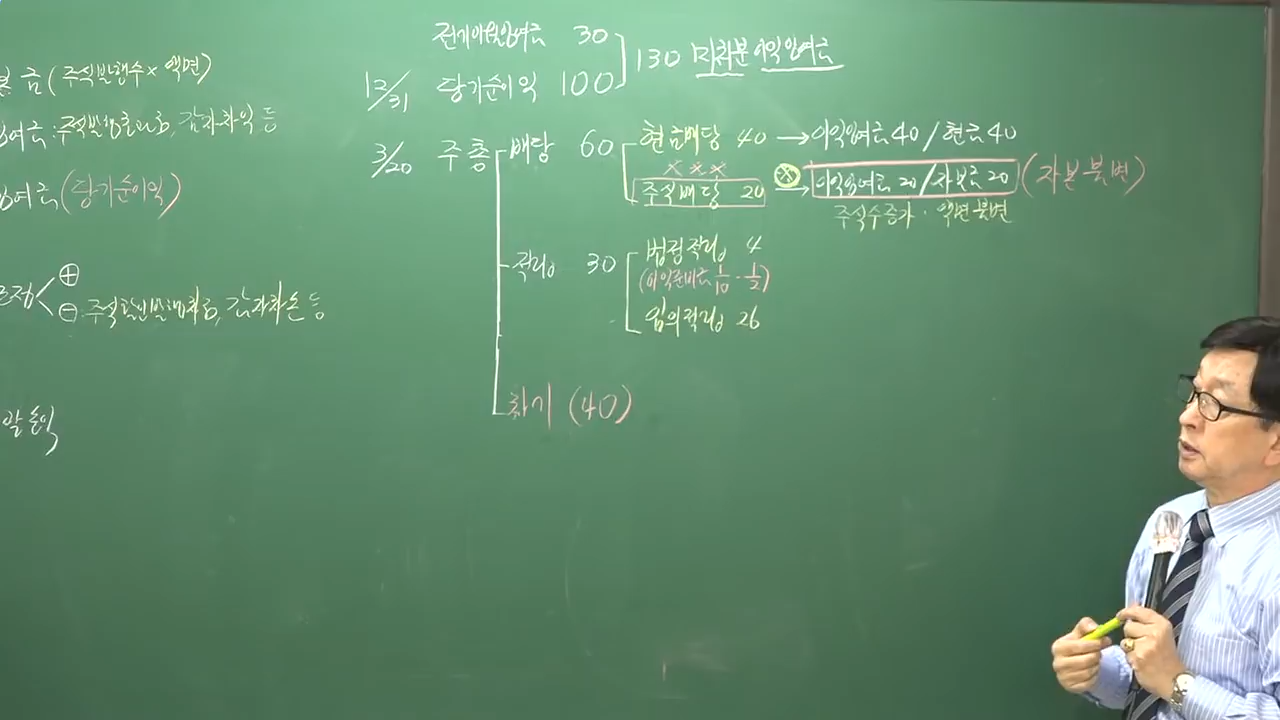 전기이월잉여금 30
12/31 당기순이익 100
130 미처분 이익잉여금
3/20 주총
배당 60
현금배당 40 → 이익잉여금 40 / 현금 40
×××
주식배당 20 → 이익잉여금 20 / 자본금 20 (자본불변)
주식수증가 · 액면불변
적립 30
법정적립 4
(이익준비금 1/10 · 1/2)
임의적립 26
차기 (40)
본금 (주식발행수 × 액면)
잉여금 : 주식발행초과금, 감자차익 등
잉여금 (당기순이익)
조정
⊕
⊖ 주식할인발행차금, 감자차손 등
괄손익